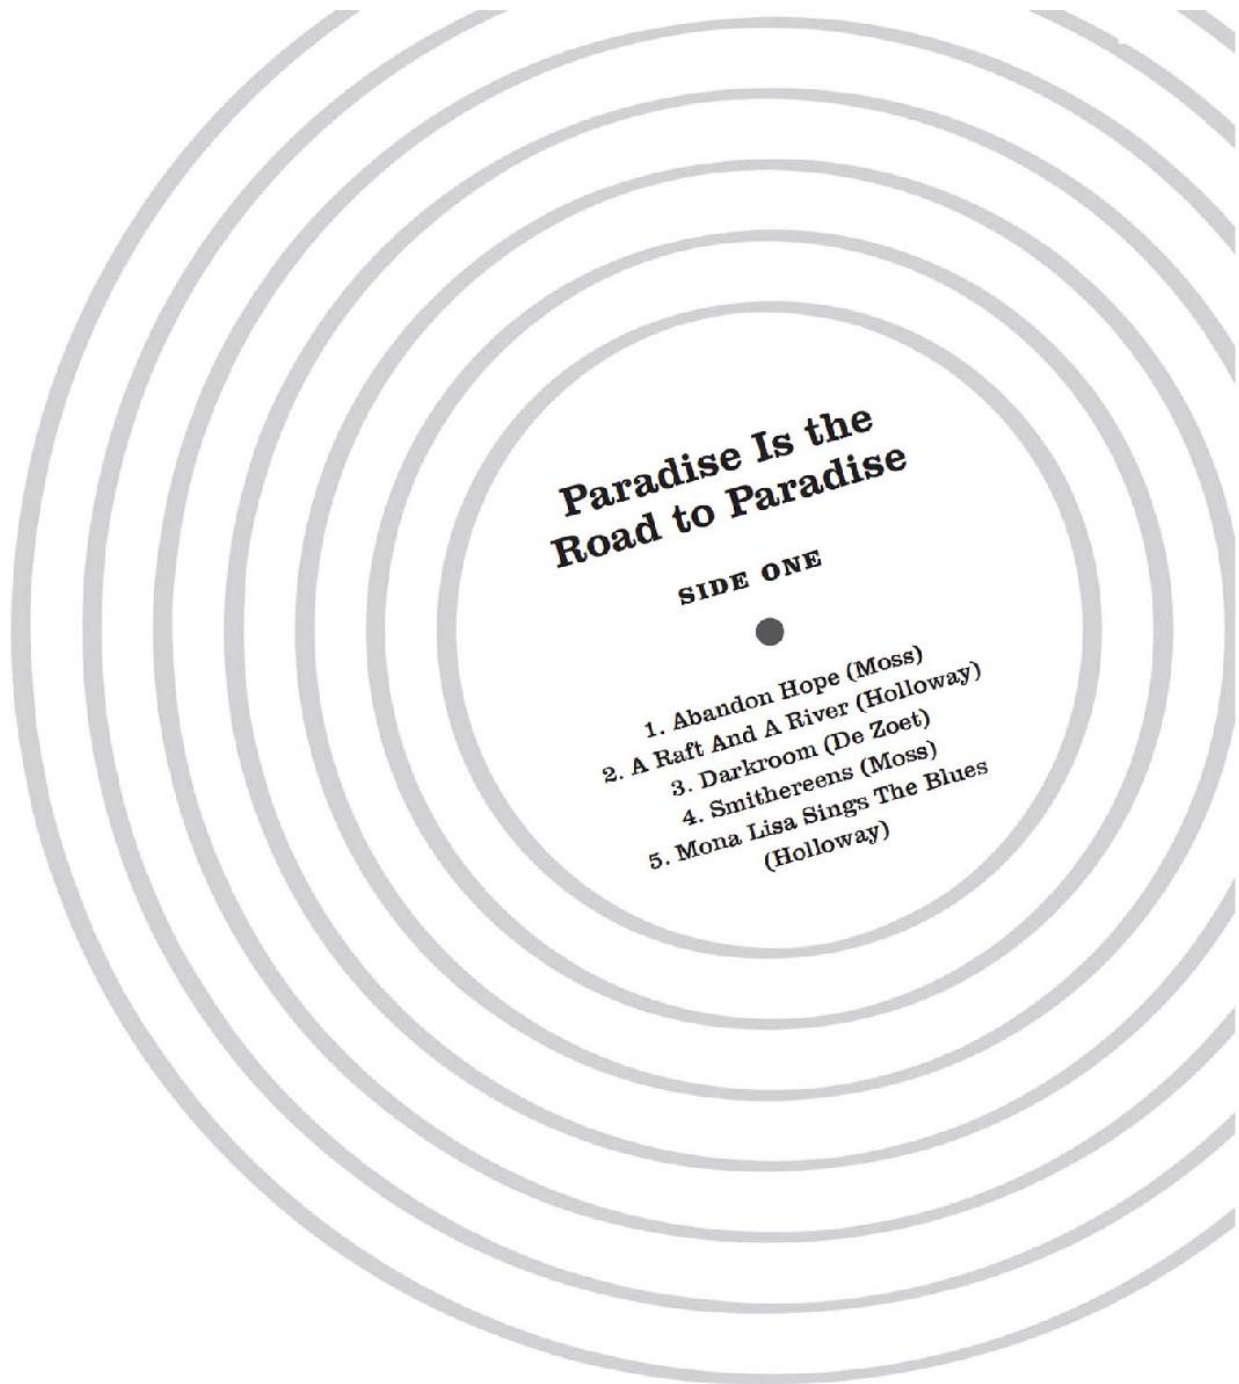 Paradise Is the
Road to Paradise
SIDE ONE
1. Abandon Hope (Moss)
2. A Raft And A River (Holloway)
3. Darkroom (De Zoet)
4. Smithereens (Moss)
5. Mona Lisa Sings The Blues
(Holloway)